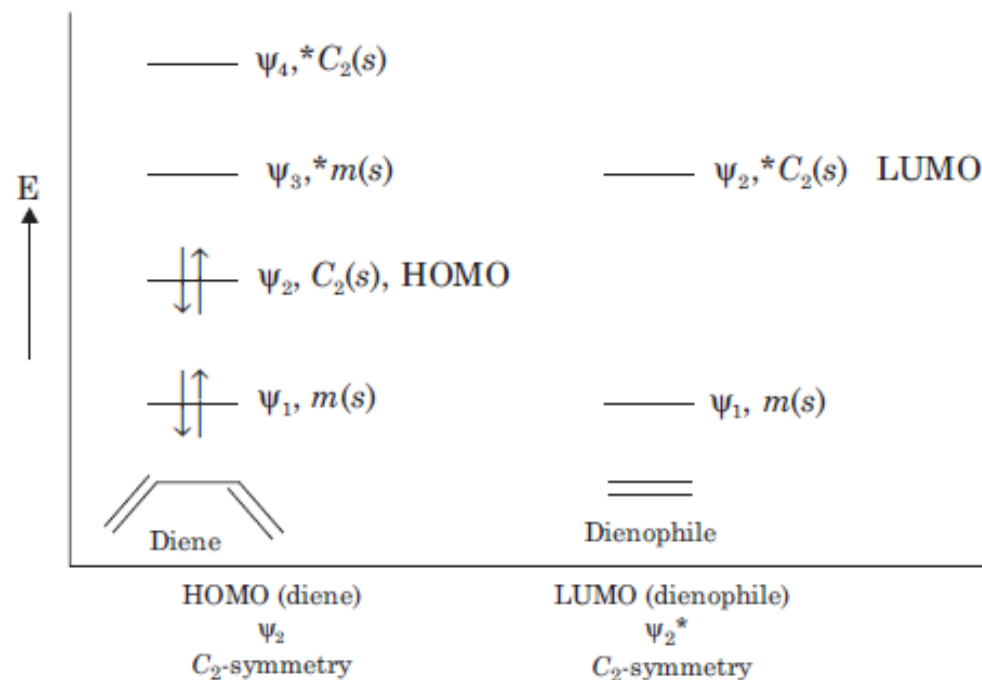 ψ₄,*C₂(s)
ψ₃,*m(s)
ψ₂,*C₂(s) LUMO
E
ψ₂, C₂(s), HOMO
ψ₁, m(s)
ψ₁, m(s)
Diene
Dienophile
HOMO (diene)
ψ₂
C₂-symmetry
LUMO (dienophile)
ψ₂*
C₂-symmetry